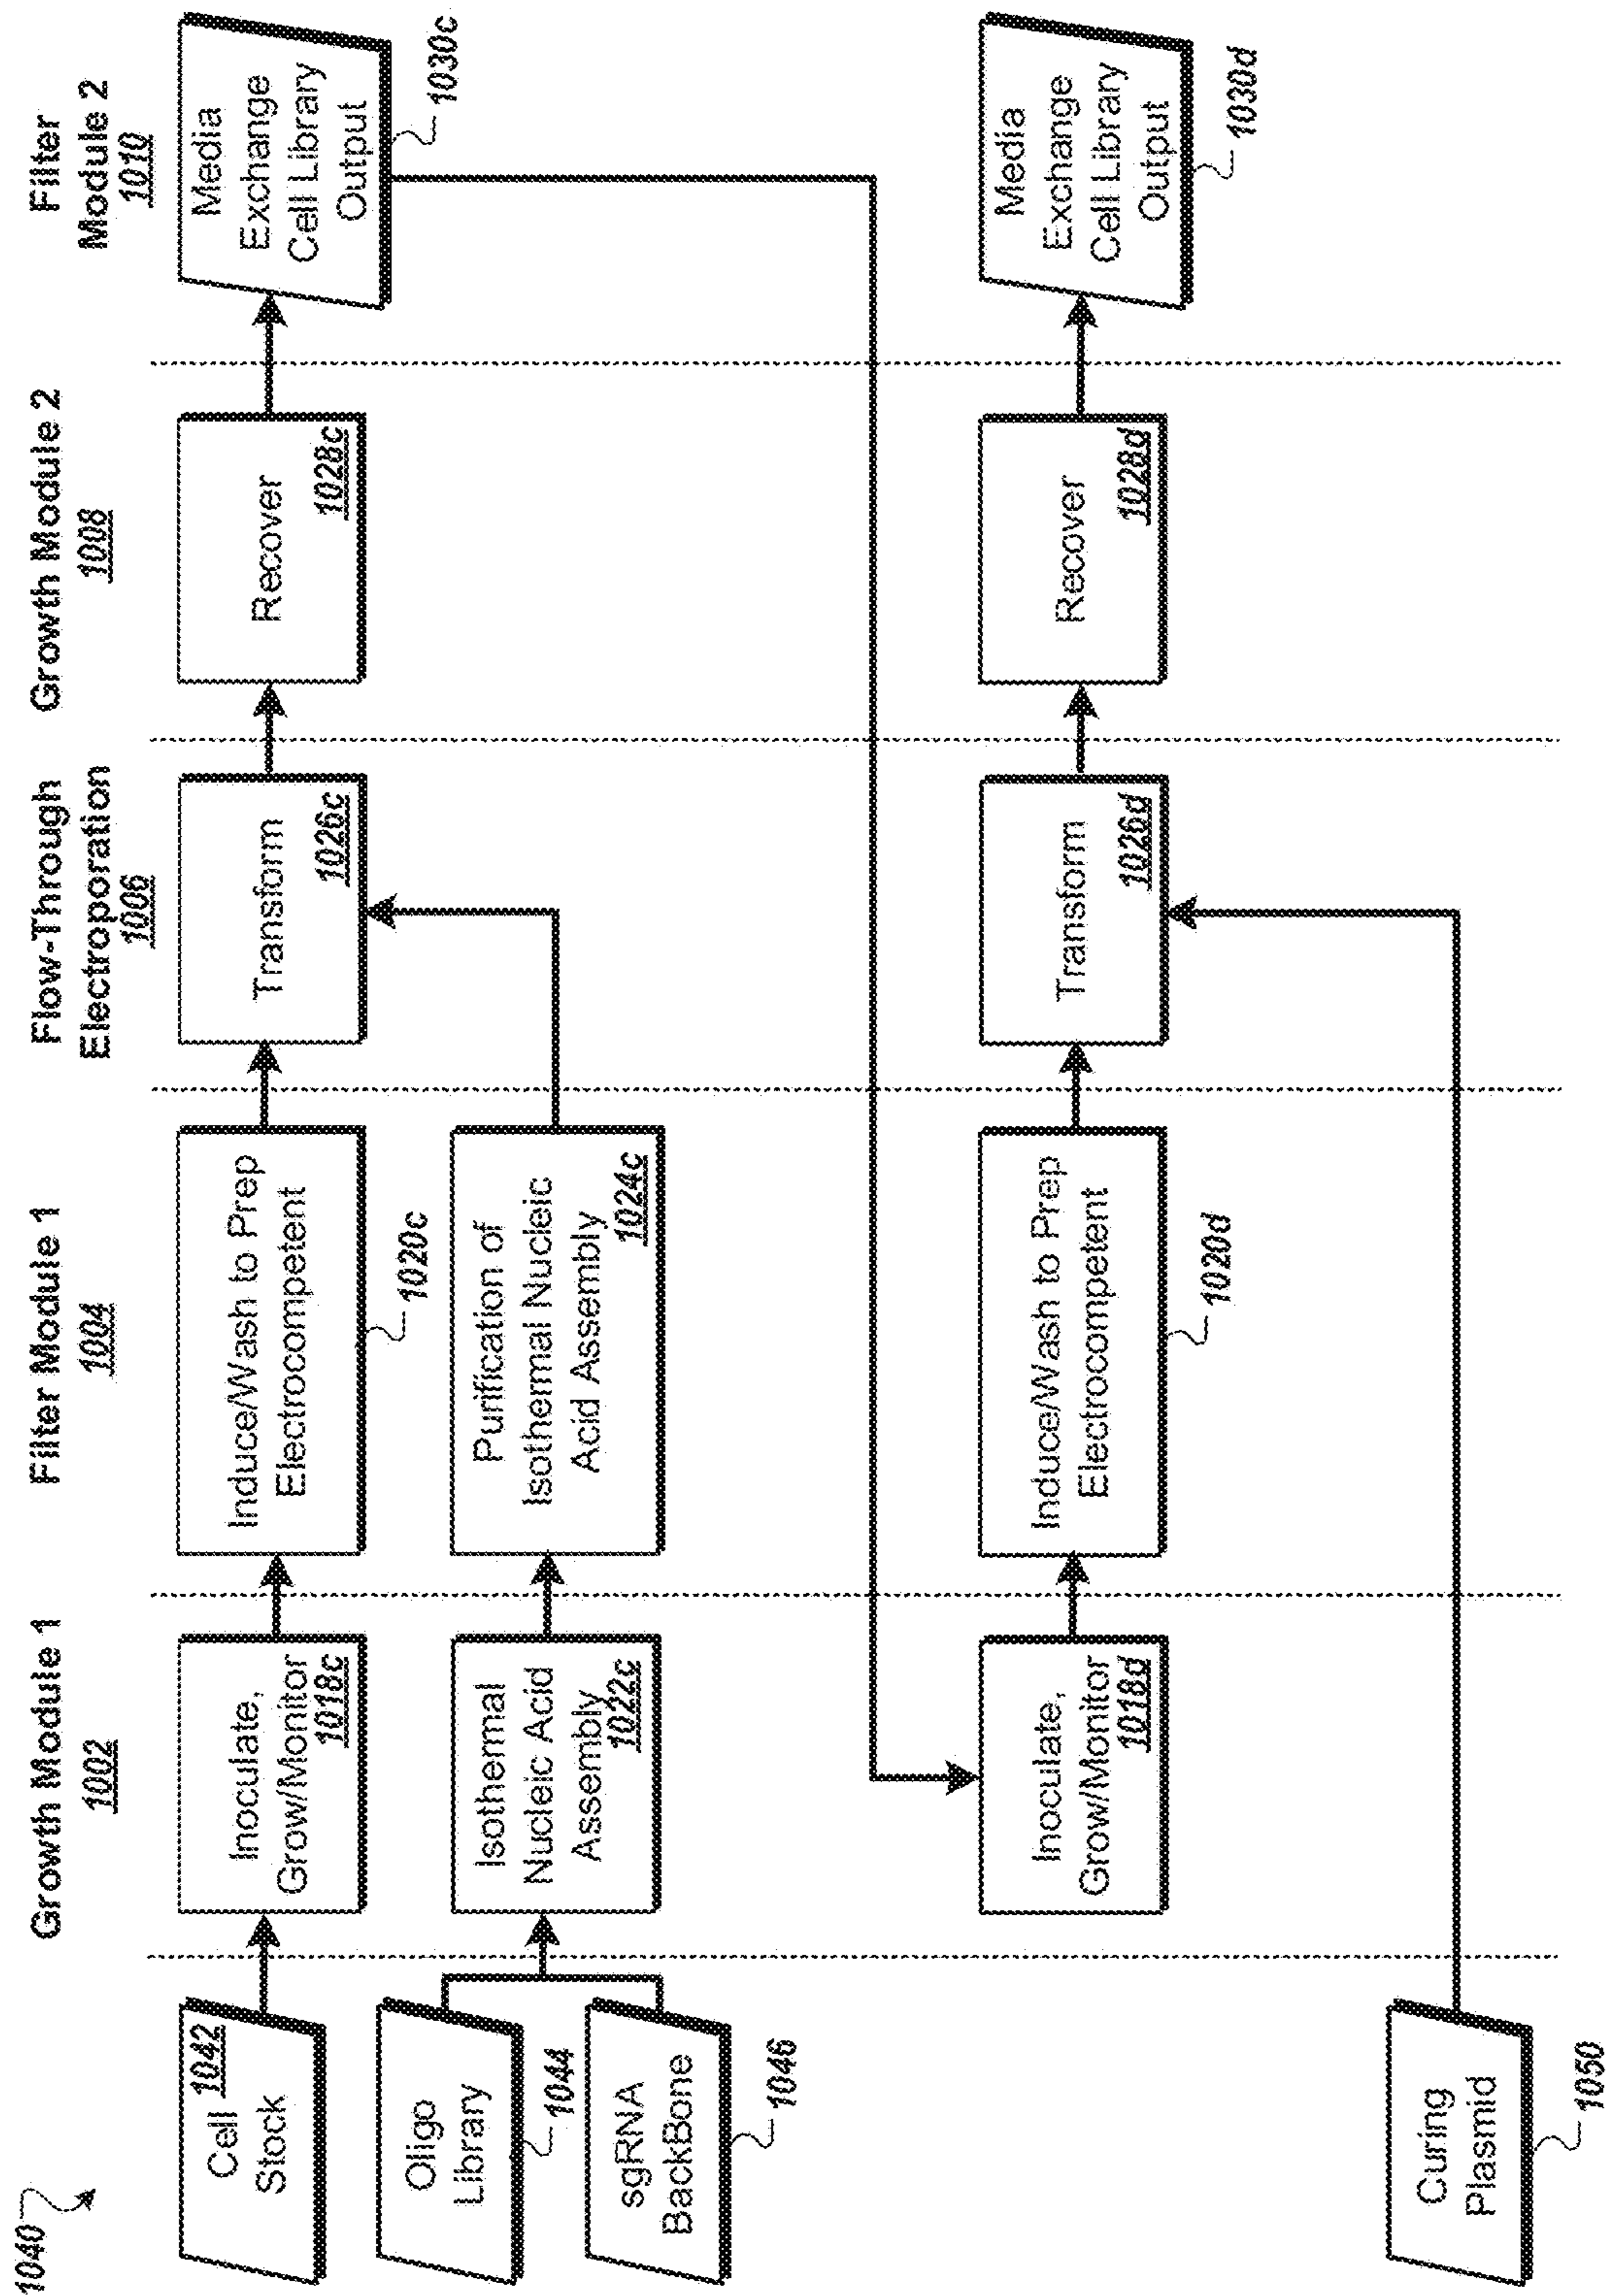 1040
Growth Module 1
1002
Filter Module 1
1004
Flow-Through
Electroporation
1006
Growth Module 2
1008
Filter
Module 2
1010
Cell
Stock
1042
Inoculate,
Grow/Monitor
1018c
Induce/Wash to Prep
Electrocompetent
1020c
Transform
1026c
Recover
1028c
Media
Exchange
Cell Library
Output
1030c
Oligo
Library
1044
sgRNA
BackBone
1046
Isothermal
Nucleic Acid
Assembly
1022c
Purification of
Isothermal Nucleic
Acid Assembly
1024c
Inoculate,
Grow/Monitor
1018d
Induce/Wash to Prep
Electrocompetent
1020d
Transform
1026d
Recover
1028d
Media
Exchange
Cell Library
Output
1030d
Curing
Plasmid
1050